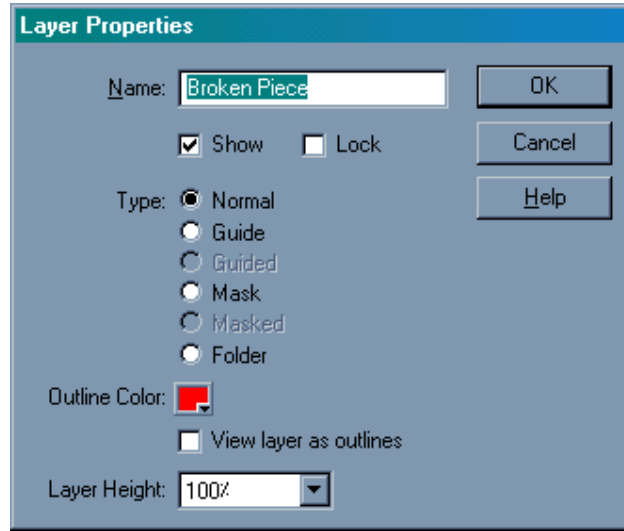 Layer Properties
Name: Broken Piece
OK
Show Lock
Cancel
Type: Normal
Help
Guide
Guided
Mask
Masked
Folder
Outline Color:
View layer as outlines
Layer Height: 100%